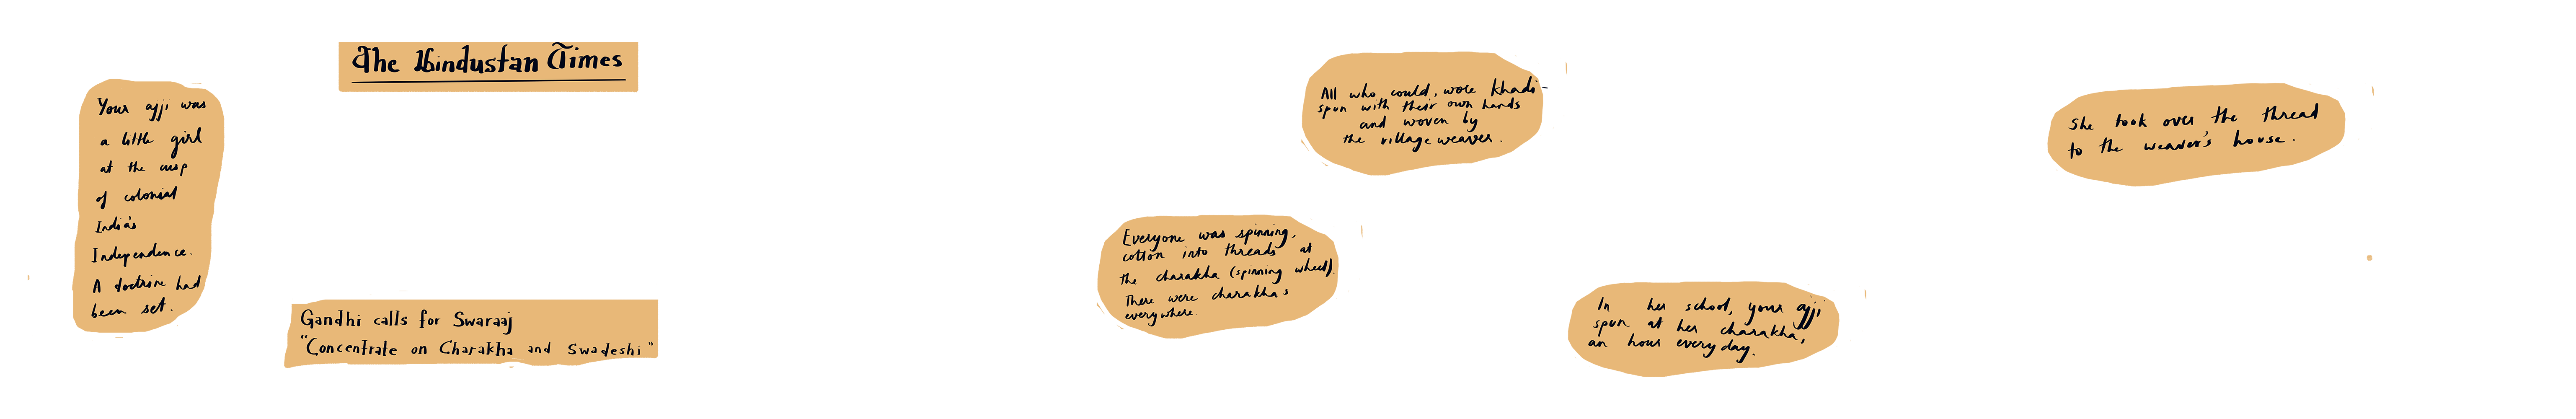 Your ajji was
a little girl
at the cusp
of colonial
India's
Independence.
A doctrine had
been set.
The Hindustan Times
Gandhi calls for Swaraaj
"Concentrate on Charakha and Swadeshi"
Everyone was spinning,
cotton into threads at
the charakha (spinning wheel).
There were charakha's
everywhere.
All who could, wore khadi -
spun with their own hands
and woven by
the village weaver.
In her school, your ajji
spun at her charakha,
an hour every day.
She took over the thread
to the weaver's house.